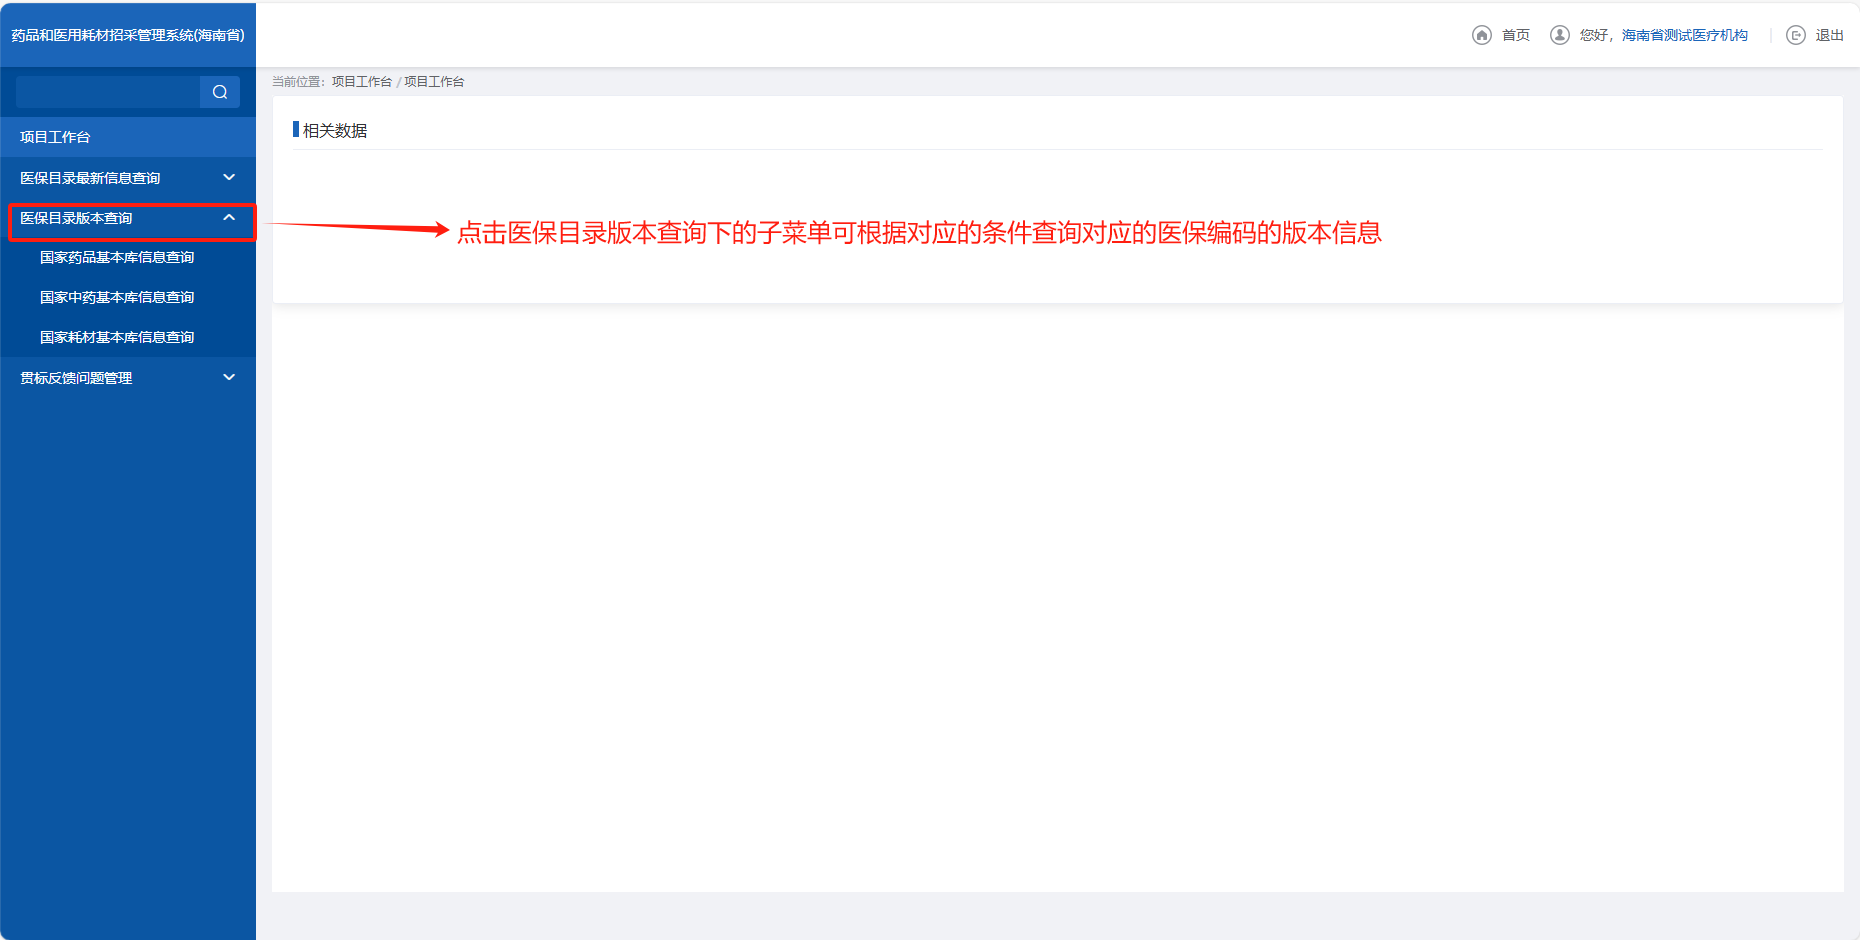 药品和医用耗材招采管理系统(海南省)
首页
您好，海南省测试医疗机构
退出
当前位置：项目工作台 / 项目工作台
项目工作台
医保目录最新信息查询
医保目录版本查询
国家药品基本库信息查询
国家中药基本库信息查询
国家耗材基本库信息查询
贯标反馈问题管理
相关数据
点击医保目录版本查询下的子菜单可根据对应的条件查询对应的医保编码的版本信息